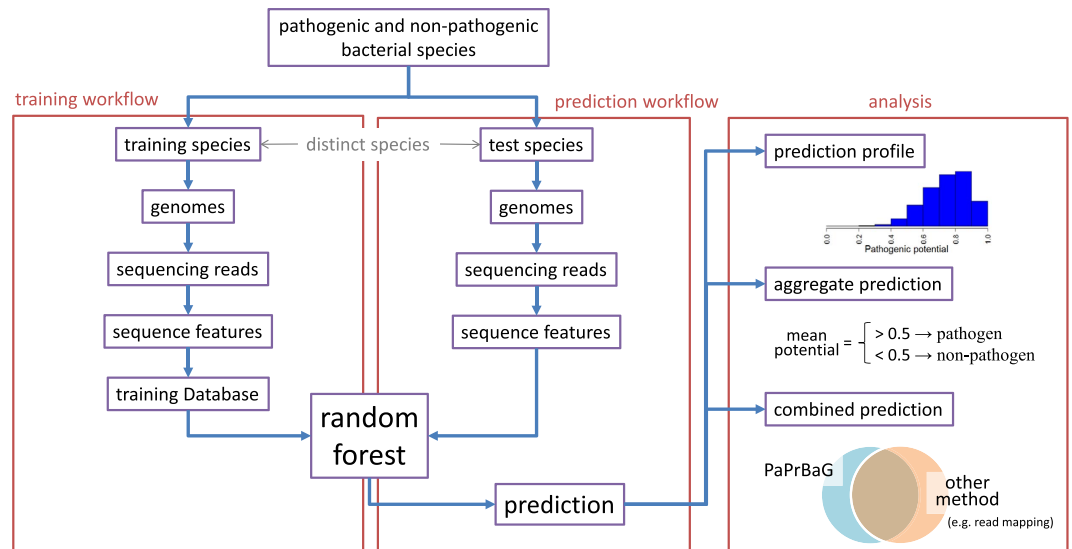 pathogenic and non-pathogenic
bacterial species
training workflow
prediction workflow
analysis
training species
distinct species
test species
prediction profile
genomes
genomes
sequencing reads
sequencing reads
0.0
0.2
0.4
0.6
0.8
1.0
Pathogenic potential
aggregate prediction
sequence features
sequence features
mean
potential
=
> 0.5 → pathogen
< 0.5 → non-pathogen
training Database
combined prediction
random
forest
PaPrBaG
other
method
(e.g. read mapping)
prediction